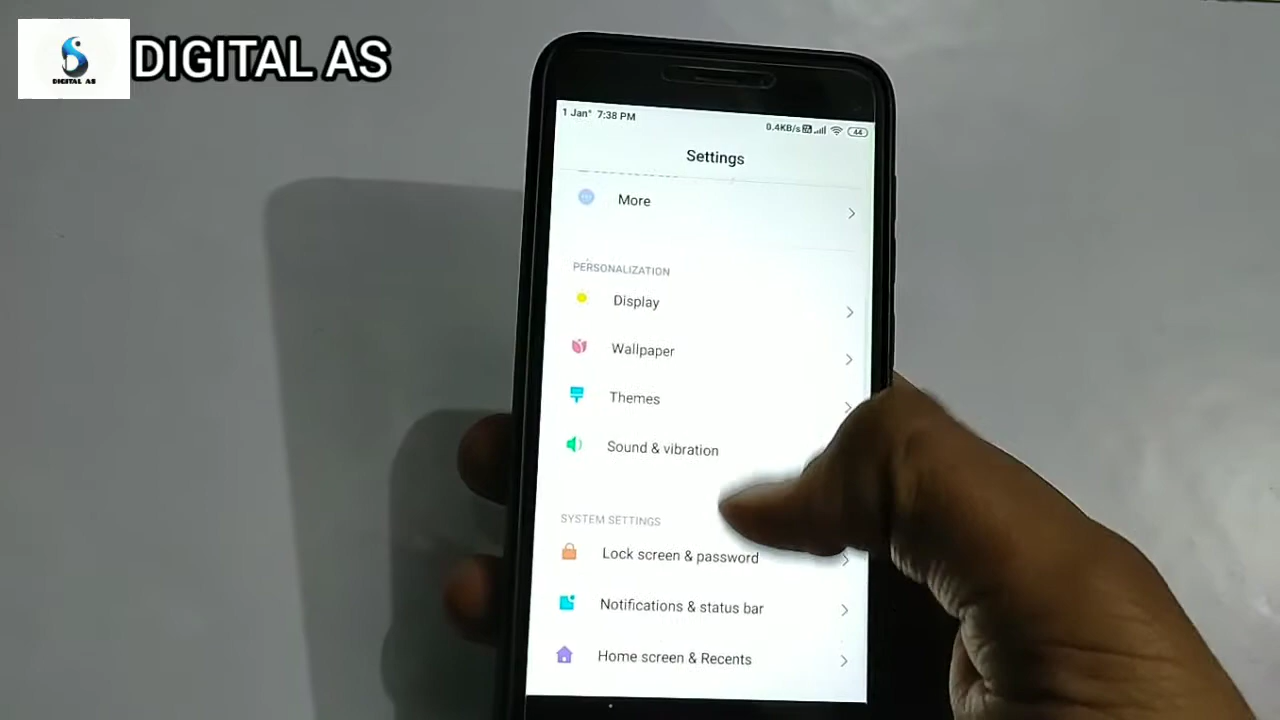 DIGITAL AS
DIGITAL AS
1 Jan 7:38 PM
0.4KB/s
44
Settings
More
PERSONALIZATION
Display
Wallpaper
Themes
Sound & vibration
SYSTEM SETTINGS
Lock screen & password
Notifications & status bar
Home screen & Recents